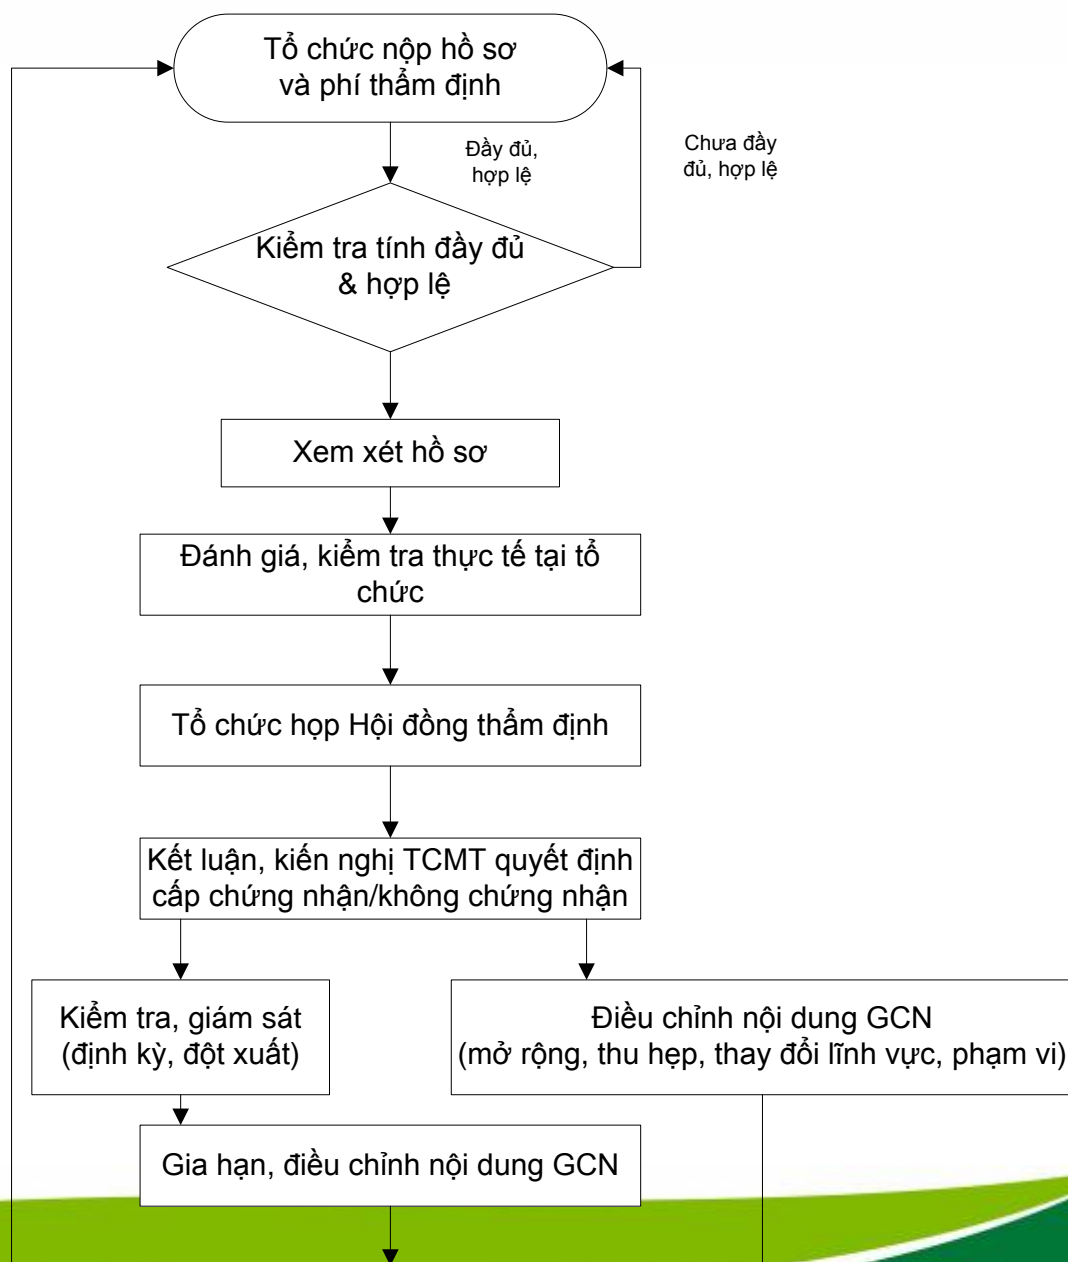 Tổ chức nộp hồ sơ
và phí thẩm định
Đầy đủ,
hợp lệ
Chưa đầy
đủ, hợp lệ
Kiểm tra tính đầy đủ
& hợp lệ
Xem xét hồ sơ
Đánh giá, kiểm tra thực tế tại tổ
chức
Tổ chức họp Hội đồng thẩm định
Kết luận, kiến nghị TCMT quyết định
cấp chứng nhận/không chứng nhận
Kiểm tra, giám sát
(định kỳ, đột xuất)
Điều chỉnh nội dung GCN
(mở rộng, thu hẹp, thay đổi lĩnh vực, phạm vi)
Gia hạn, điều chỉnh nội dung GCN